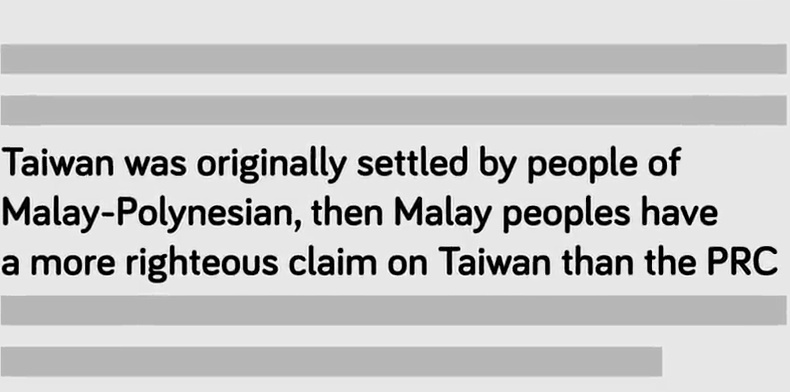 Taiwan was originally settled by people of
Malay-Polynesian, then Malay peoples have
a more righteous claim on Taiwan than the PRC